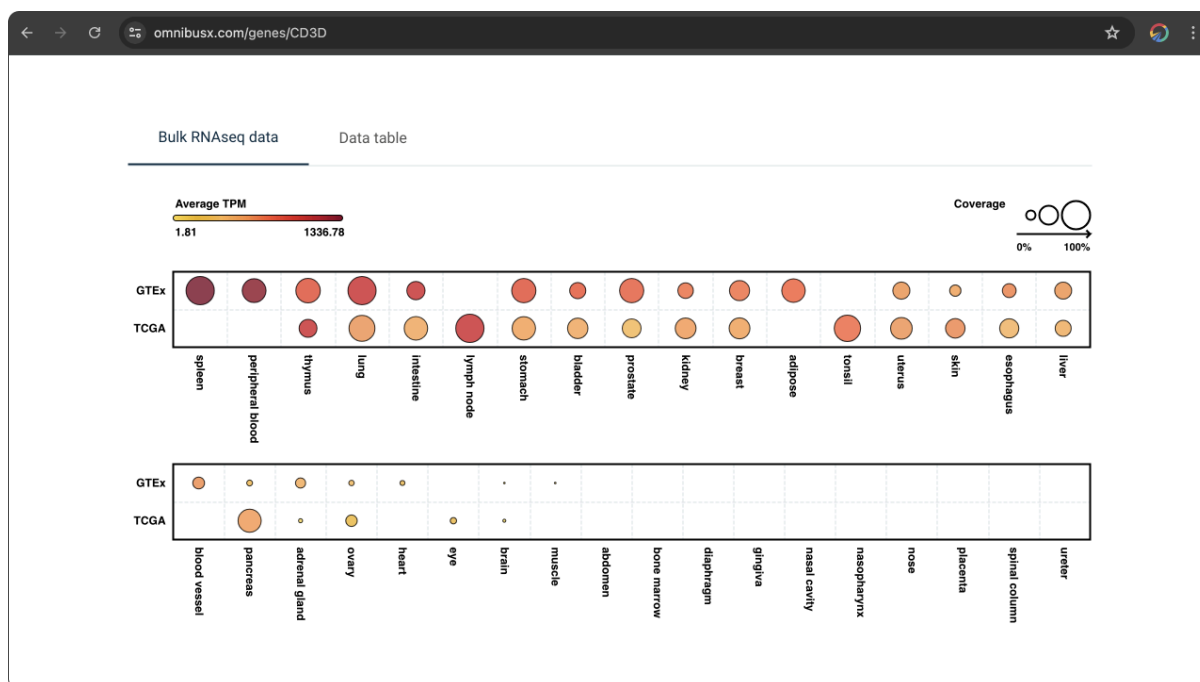 omnibusx.com/genes/CD3D
Bulk RNAseq data Data table
Average TPM
1.81 1336.78
Coverage
0% 100%
GTEx
TCGA
spleen
peripheral blood
thymus
lung
intestine
lymph node
stomach
bladder
prostate
kidney
breast
adipose
tonsil
uterus
skin
esophagus
liver
GTEx
TCGA
blood vessel
pancreas
adrenal gland
ovary
heart
eye
brain
muscle
abdomen
bone marrow
diaphragm
gingiva
nasal cavity
nasopharynx
nose
placenta
spinal column
ureter